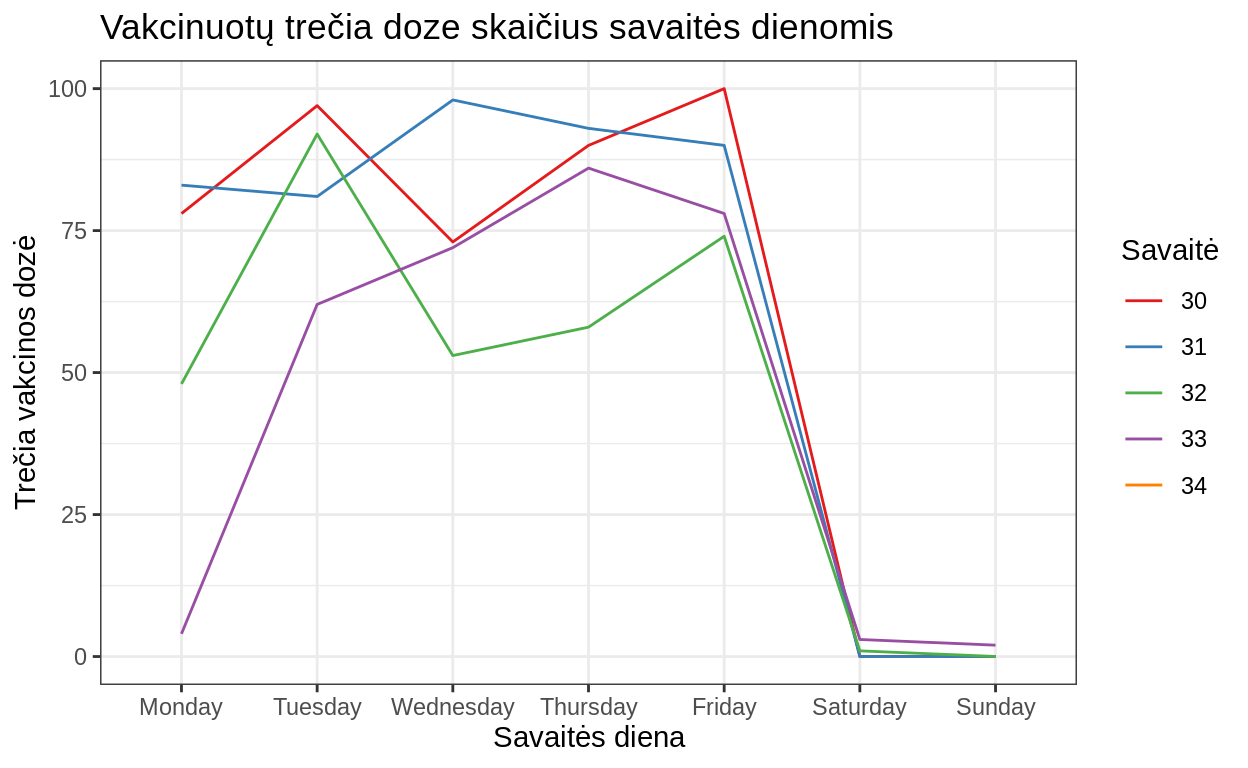 Vakcinuotų trečia doze skaičius savaitės dienomis
Trečia vakcinos dozė
100
75
50
25
0
Monday Tuesday Wednesday Thursday Friday Saturday Sunday
Savaitės diena
Savaitė
30
31
32
33
34